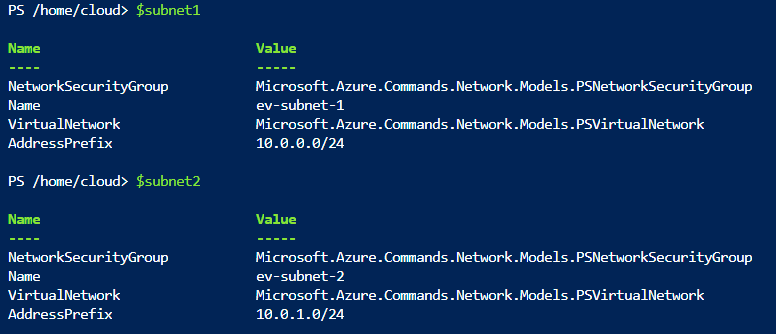 PS /home/cloud> $subnet1
Name Value
---- -----
NetworkSecurityGroup Microsoft.Azure.Commands.Network.Models.PSNetworkSecurityGroup
Name ev-subnet-1
VirtualNetwork Microsoft.Azure.Commands.Network.Models.PSVirtualNetwork
AddressPrefix 10.0.0.0/24
PS /home/cloud> $subnet2
Name Value
---- -----
NetworkSecurityGroup Microsoft.Azure.Commands.Network.Models.PSNetworkSecurityGroup
Name ev-subnet-2
VirtualNetwork Microsoft.Azure.Commands.Network.Models.PSVirtualNetwork
AddressPrefix 10.0.1.0/24